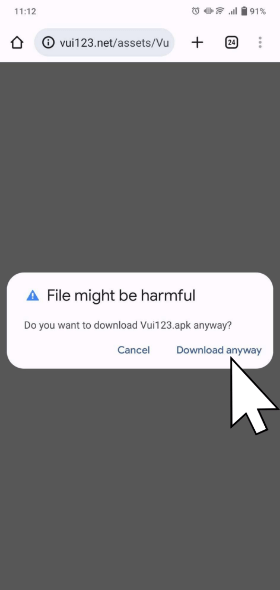 11:12
91%
vui123.net/assets/Vu
24
File might be harmful
Do you want to download Vui123.apk anyway?
Cancel
Download anyway